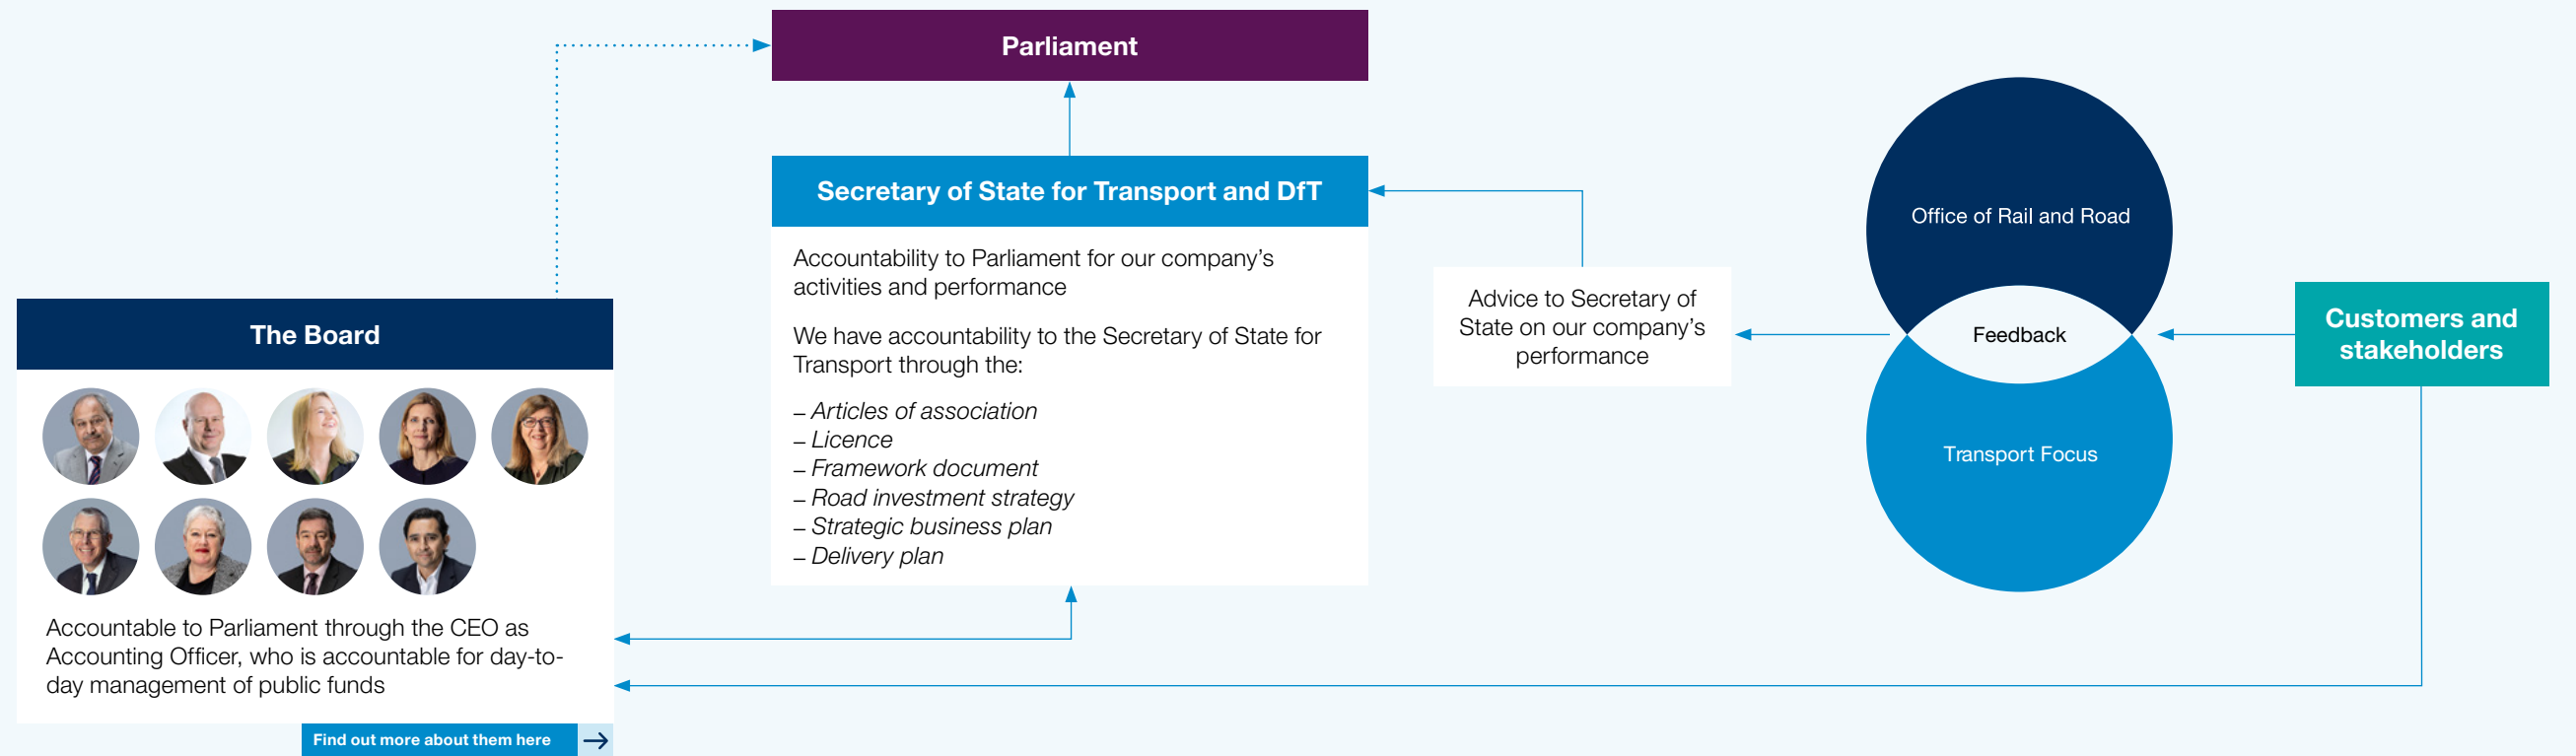 Parliament
Secretary of State for Transport and DfT
Accountability to Parliament for our company’s
activities and performance
We have accountability to the Secretary of State for
Transport through the:
– Articles of association
– Licence
– Framework document
– Road investment strategy
– Strategic business plan
– Delivery plan
The Board
Accountable to Parliament through the CEO as
Accounting Officer, who is accountable for day-to-
day management of public funds
Find out more about them here
Advice to Secretary of
State on our company’s
performance
Office of Rail and Road
Feedback
Transport Focus
Customers and
stakeholders